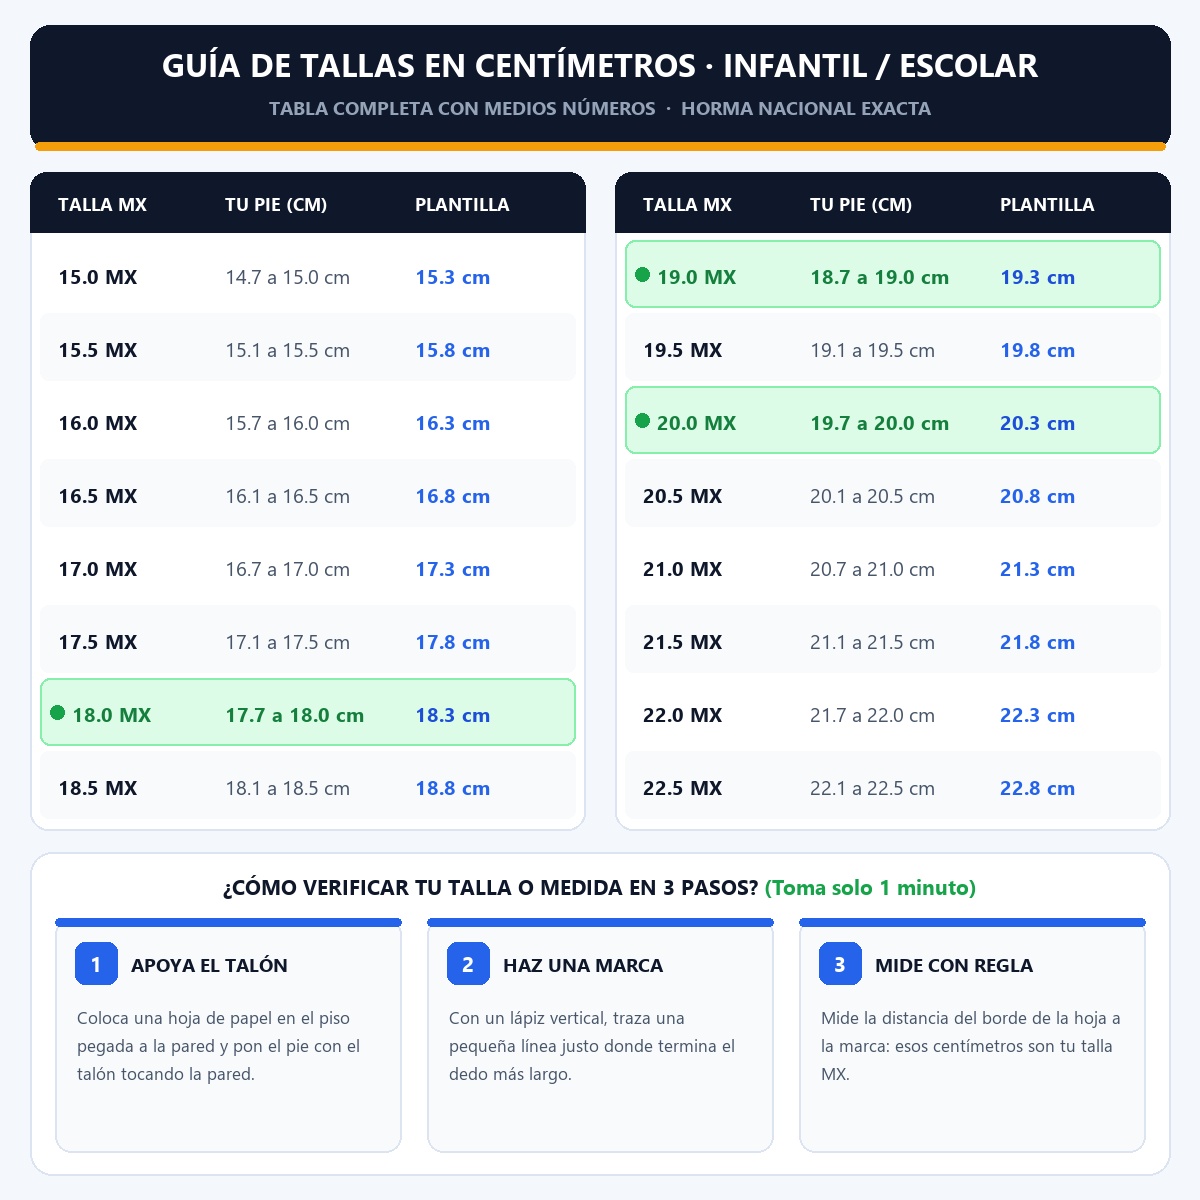 GUÍA DE TALLAS EN CENTÍMETROS · INFANTIL / ESCOLAR
TABLA COMPLETA CON MEDIOS NÚMEROS · HORMA NACIONAL EXACTA
TALLA MX TU PIE (CM) PLANTILLA
15.0 MX 14.7 a 15.0 cm 15.3 cm
15.5 MX 15.1 a 15.5 cm 15.8 cm
16.0 MX 15.7 a 16.0 cm 16.3 cm
16.5 MX 16.1 a 16.5 cm 16.8 cm
17.0 MX 16.7 a 17.0 cm 17.3 cm
17.5 MX 17.1 a 17.5 cm 17.8 cm
18.0 MX 17.7 a 18.0 cm 18.3 cm
18.5 MX 18.1 a 18.5 cm 18.8 cm
TALLA MX TU PIE (CM) PLANTILLA
19.0 MX 18.7 a 19.0 cm 19.3 cm
19.5 MX 19.1 a 19.5 cm 19.8 cm
20.0 MX 19.7 a 20.0 cm 20.3 cm
20.5 MX 20.1 a 20.5 cm 20.8 cm
21.0 MX 20.7 a 21.0 cm 21.3 cm
21.5 MX 21.1 a 21.5 cm 21.8 cm
22.0 MX 21.7 a 22.0 cm 22.3 cm
22.5 MX 22.1 a 22.5 cm 22.8 cm
¿CÓMO VERIFICAR TU TALLA O MEDIDA EN 3 PASOS? (Toma solo 1 minuto)
1 APOYA EL TALÓN
Coloca una hoja de papel en el piso
pegada a la pared y pon el pie con el
talón tocando la pared.
2 HAZ UNA MARCA
Con un lápiz vertical, traza una
pequeña línea justo donde termina el
dedo más largo.
3 MIDE CON REGLA
Mide la distancia del borde de la hoja a
la marca: esos centímetros son tu talla
MX.